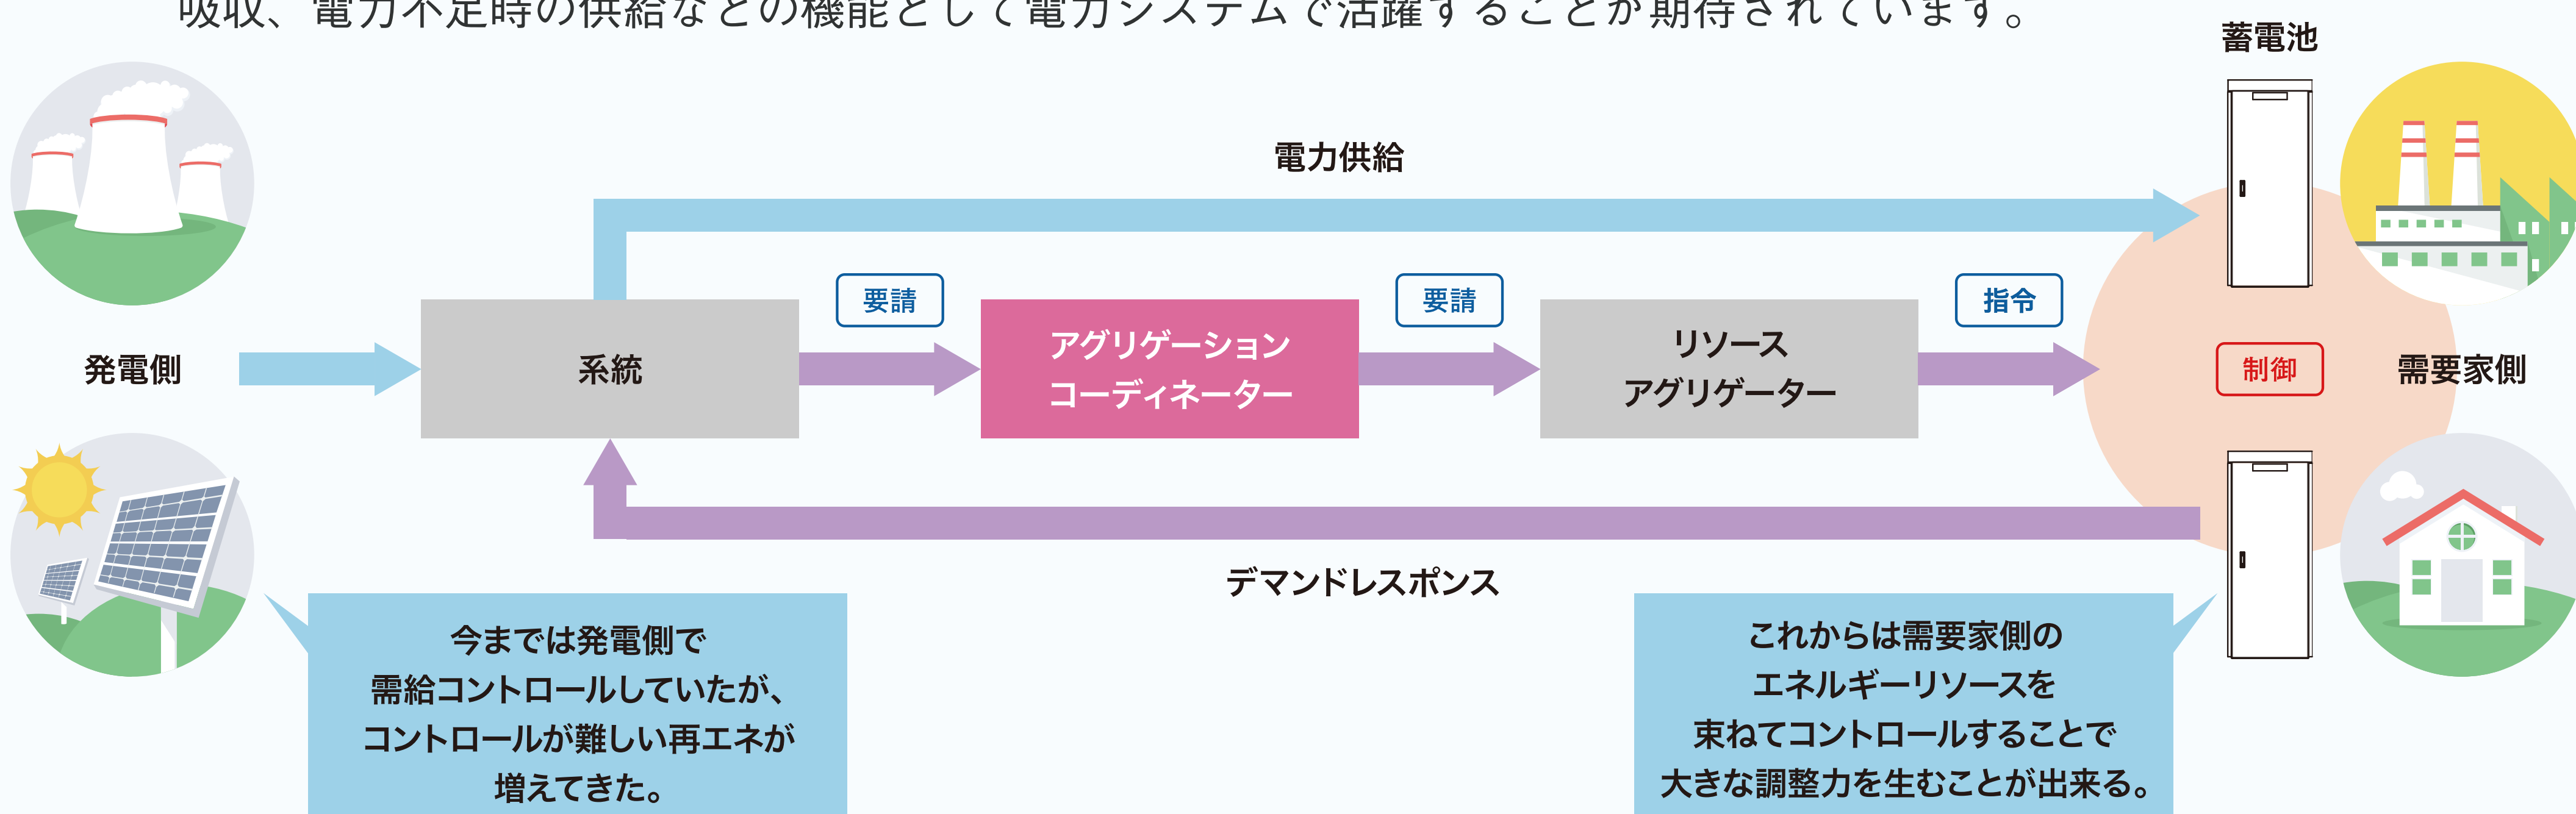 吸収、電力不足時の供給などの機能として電力システムで活躍することが期待されています。
蓄電池
電力供給
要請
要請
指令
発電側
系統
アグリゲーション
コーディネーター
リソース
アグリゲーター
制御
需要家側
デマンドレスポンス
今までは発電側で
需給コントロールしていたが、
コントロールが難しい再エネが
増えてきた。
これからは需要家側の
エネルギーリソースを
束ねてコントロールすることで
大きな調整力を生むことが出来る。